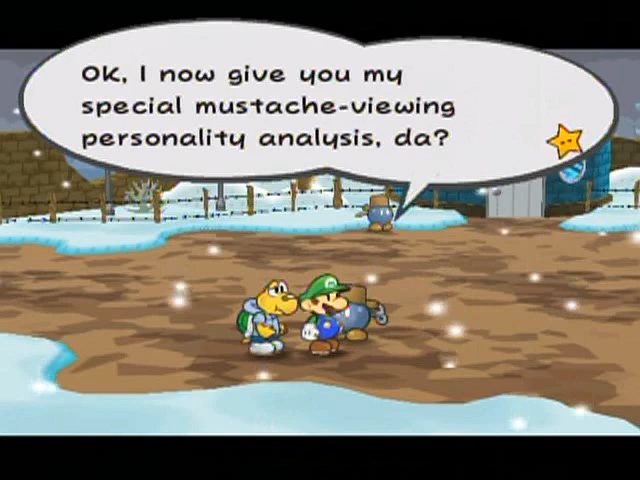 OK, I now give you my
special mustache-viewing
personality analysis, da?